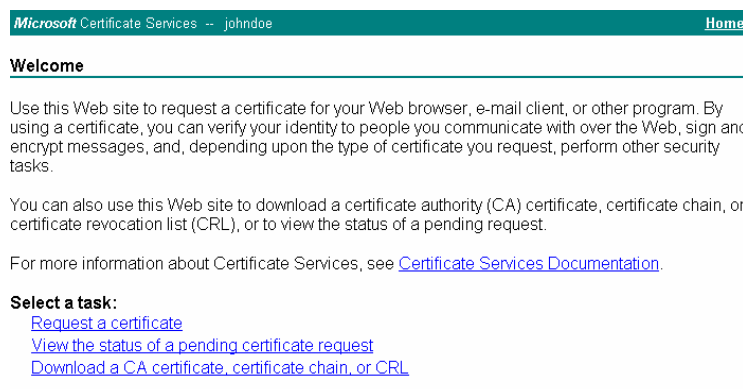 Microsoft Certificate Services -- johndoe Home
Welcome
Use this Web site to request a certificate for your Web browser, e-mail client, or other program. By
using a certificate, you can verify your identity to people you communicate with over the Web, sign and
encrypt messages, and, depending upon the type of certificate you request, perform other security
tasks.
You can also use this Web site to download a certificate authority (CA) certificate, certificate chain, or
certificate revocation list (CRL), or to view the status of a pending request.
For more information about Certificate Services, see Certificate Services Documentation.
Select a task:
Request a certificate
View the status of a pending certificate request
Download a CA certificate, certificate chain, or CRL